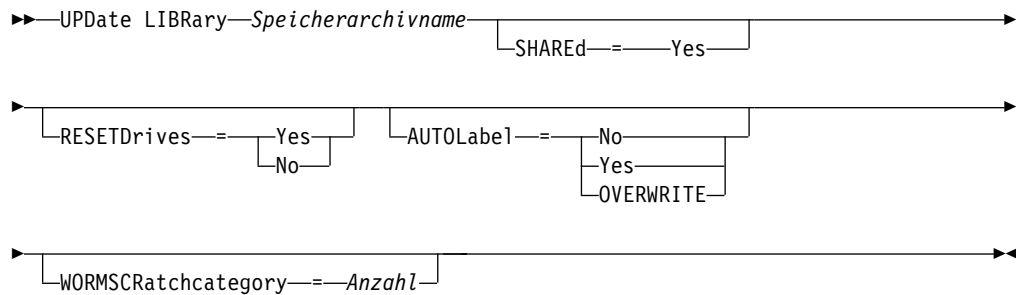 UPDate LIBRary Speicherarchivname
SHAREd = Yes
RESETDrives = Yes
No
AUTOLabel = No
Yes
OVERWRITE
WORMSCRatchcategory = Anzahl